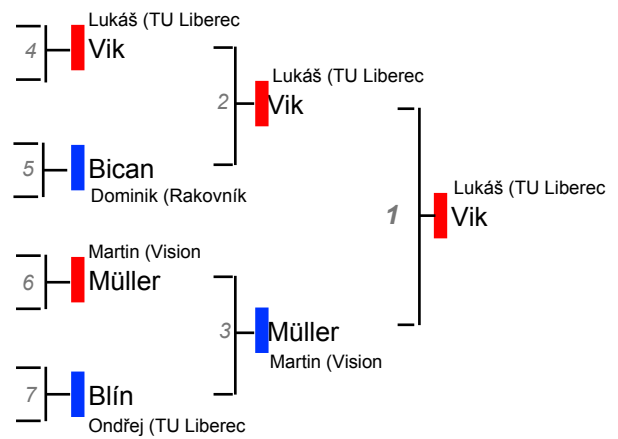 Lukáš (TU Liberec
4
Vik
Lukáš (TU Liberec
2
Vik
5
Bican
Dominik (Rakovník
Lukáš (TU Liberec
1
Vik
Martin (Vision
6
Müller
3
Müller
Martin (Vision
7
Blín
Ondřej (TU Liberec